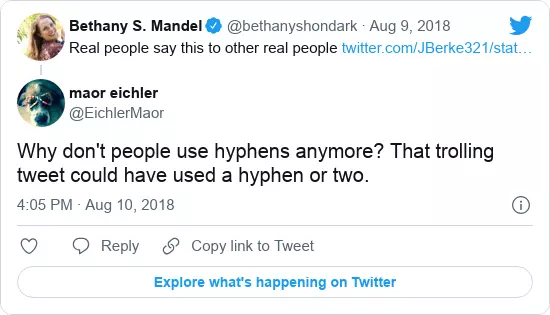 Bethany S. Mandel @bethanyshondark · Aug 9, 2018
Real people say this to other real people twitter.com/JBerke321/stat…
maor eichler
@EichlerMaor
Why don't people use hyphens anymore? That trolling
tweet could have used a hyphen or two.
4:05 PM · Aug 10, 2018
Reply Copy link to Tweet
Explore what's happening on Twitter